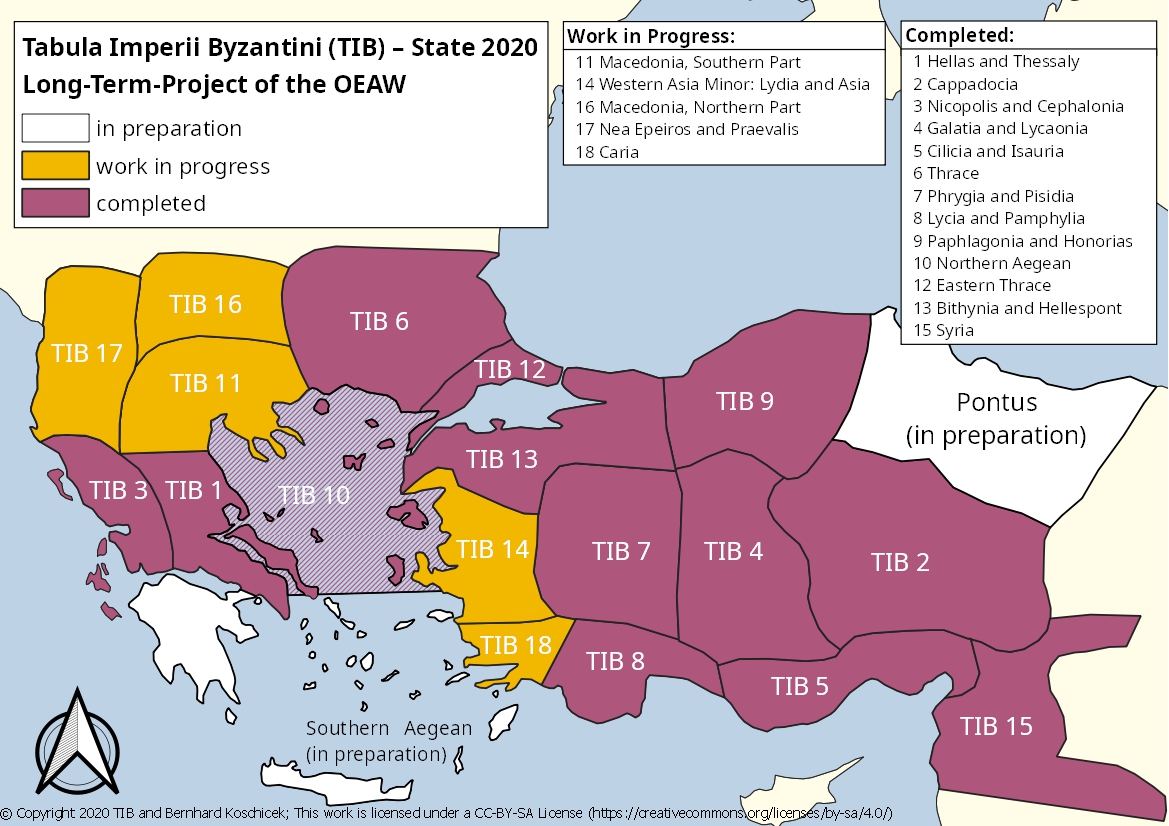 Tabula Imperii Byzantini (TIB) – State 2020
Long-Term-Project of the OEAW
in preparation
work in progress
completed
Work in Progress:
11 Macedonia, Southern Part
14 Western Asia Minor: Lydia and Asia
16 Macedonia, Northern Part
17 Nea Epeiros and Praevalis
18 Caria
Completed:
1 Hellas and Thessaly
2 Cappadocia
3 Nicopolis and Cephalonia
4 Galatia and Lycaonia
5 Cilicia and Isauria
6 Thrace
7 Phrygia and Pisidia
8 Lycia and Pamphylia
9 Paphlagonia and Honorias
10 Northern Aegean
12 Eastern Thrace
13 Bithynia and Hellespont
15 Syria
TIB 16
TIB 6
TIB 17
TIB 11
TIB 12
TIB 9
Pontus
(in preparation)
TIB 3
TIB 1
TIB 10
TIB 13
TIB 14
TIB 7
TIB 4
TIB 2
TIB 18
TIB 8
TIB 5
TIB 15
Southern Aegean
(in preparation)
© Copyright 2020 TIB and Bernhard Koschicek; This work is licensed under a CC-BY-SA License (https://creativecommons.org/licenses/by-sa/4.0/)